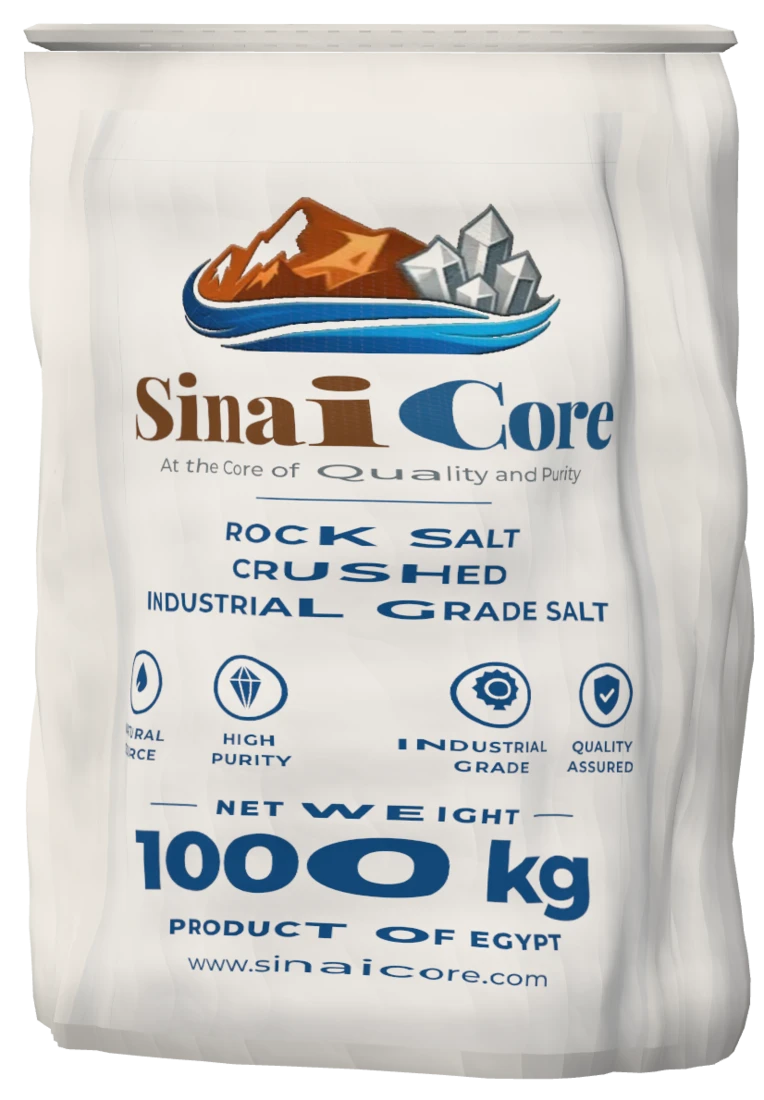 Sinai Core
At the Core of Quality and Purity
ROCK SALT
CRUSHED
INDUSTRIAL GRADE SALT
HIGH
PURITY
INDUSTRIAL
GRADE
QUALITY
ASSURED
NET WEIGHT
1000 kg
PRODUCT OF EGYPT
www.sinaicore.com